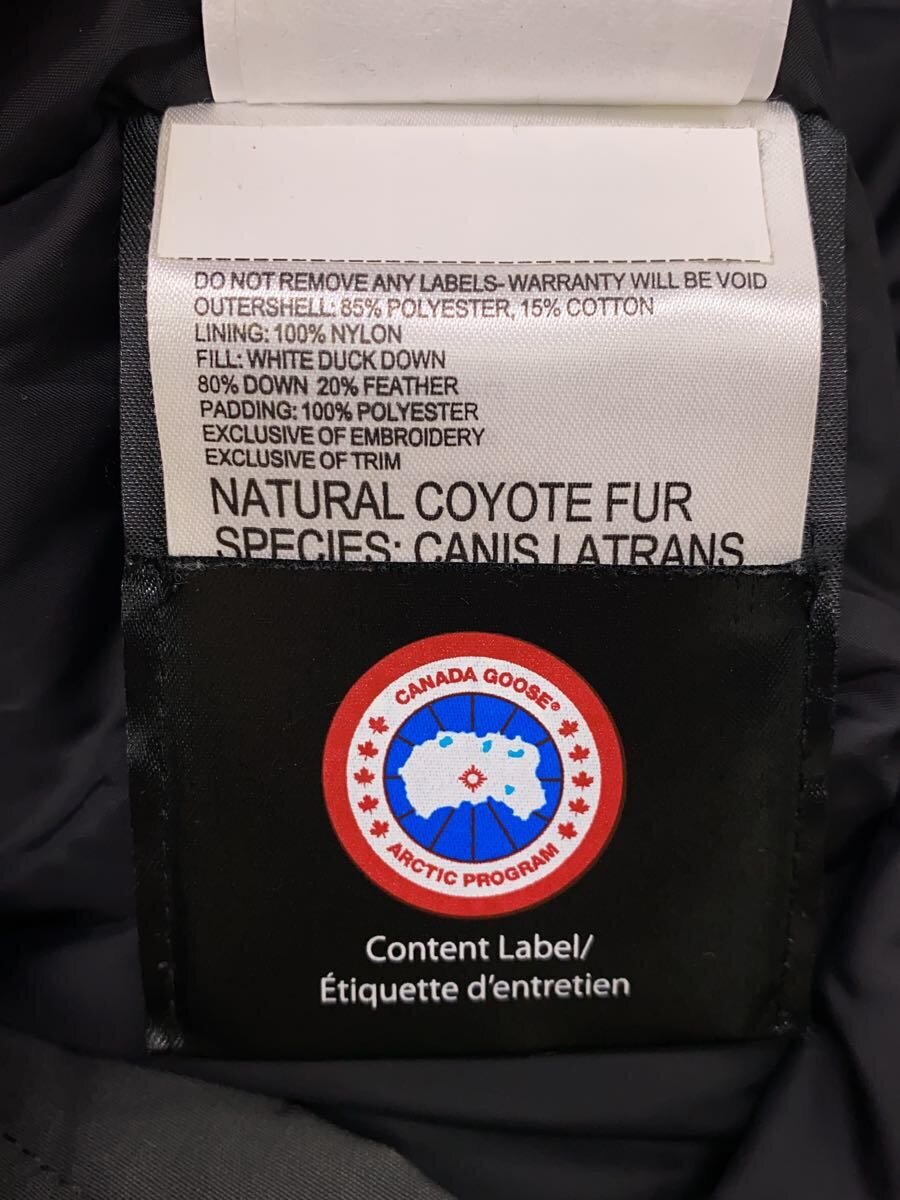 DO NOT REMOVE ANY LABELS-WARRANTY WILL BE VOID
OUTERSHELL: 85% POLYESTER, 15% COTTON
LINING: 100% NYLON
FILL: WHITE DUCK DOWN
80% DOWN 20% FEATHER
PADDING: 100% POLYESTER
EXCLUSIVE OF EMBROIDERY
EXCLUSIVE OF TRIM
NATURAL COYOTE FUR
SPECIES: CANIS LATRANS
CANADA GOOSE®
ARCTIC PROGRAM
Content Label/
Étiquette d'entretien